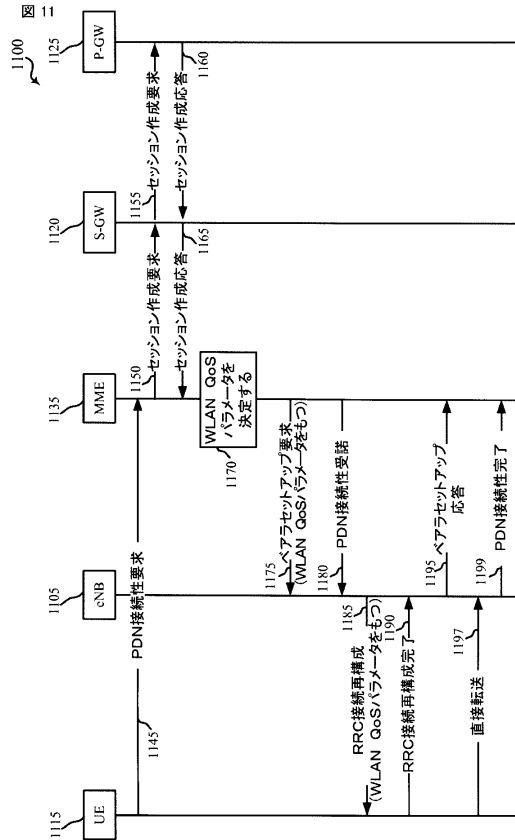 図 11
1100
1115
UE
1105
eNB
1135
MME
1120
S-GW
1125
P-GW
PDN接続性要求
1145
1150
セッション作成要求
1155
セッション作成要求
セッション作成応答
1160
セッション作成応答
1165
WLAN QoS
パラメータを
決定する
1170
1175
ベアラセットアップ要求
(WLAN QoSパラメータをもつ)
1180
PDN接続性受諾
1185
RRC接続再構成
(WLAN QoSパラメータをもつ)
1190
RRC接続再構成完了
1195
ベアラセットアップ
応答
1197
直接転送
1199
PDN接続性完了